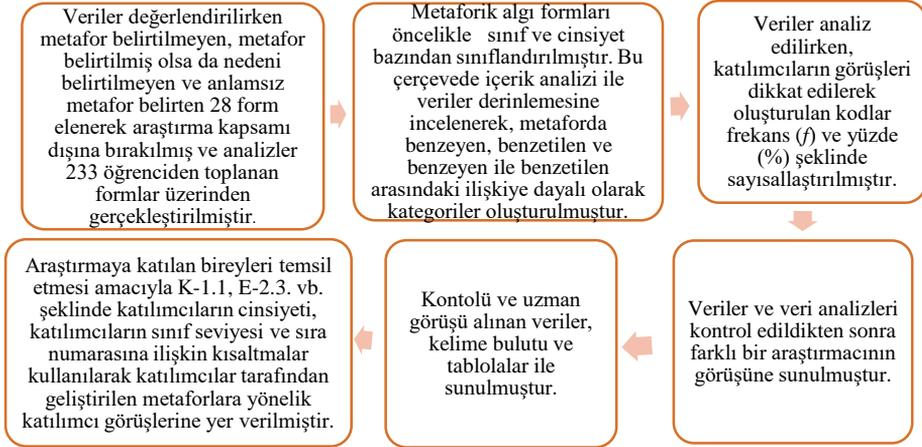 Veriler değerlendirilirken
metafor belirtilmeyen, metafor
belirtilmiş olsa da nedeni
belirtilmeyen ve anlamsız
metafor belirten 28 form
elenerek araştırma kapsamı
dışına bırakılmış ve analizler
233 öğrenciden toplanan
formlar üzerinden
gerçekleştirilmiştir.
Metaforik algı formları
öncelikle sınıf ve cinsiyet
bazından sınıflandırılmıştır. Bu
çerçevede içerik analizi ile
veriler derinlemesine
incelenerek, metaforda
benzeyen, benzetilen ve
benzeyen ile benzetilen
arasındaki ilişkiye dayalı olarak
kategoriler oluşturulmuştur.
Veriler analiz
edilirken,
katılımcıların görüşleri
dikkat edilerek
oluşturulan kodlar
frekans (f) ve yüzde
(%) şeklinde
sayısallaştırılmıştır.
Veriler ve veri analizleri
kontrol edildikten sonra
farklı bir araştırmacının
görüşüne sunulmuştur.
Kontolü ve uzman
görüşü alınan veriler,
kelime bulutu ve
tablolalar ile
sunulmuştur.
Araştırmaya katılan bireyleri temsil
etmesi amacıyla K-1.1, E-2.3. vb.
şeklinde katılımcıların cinsiyeti,
katılımcıların sınıf seviyesi ve sıra
numarasına ilişkin kısaltmalar
kullanılarak katılımcılar tarafından
geliştirilen metaforlara yönelik
katılımcı görüşlerine yer verilmiştir.